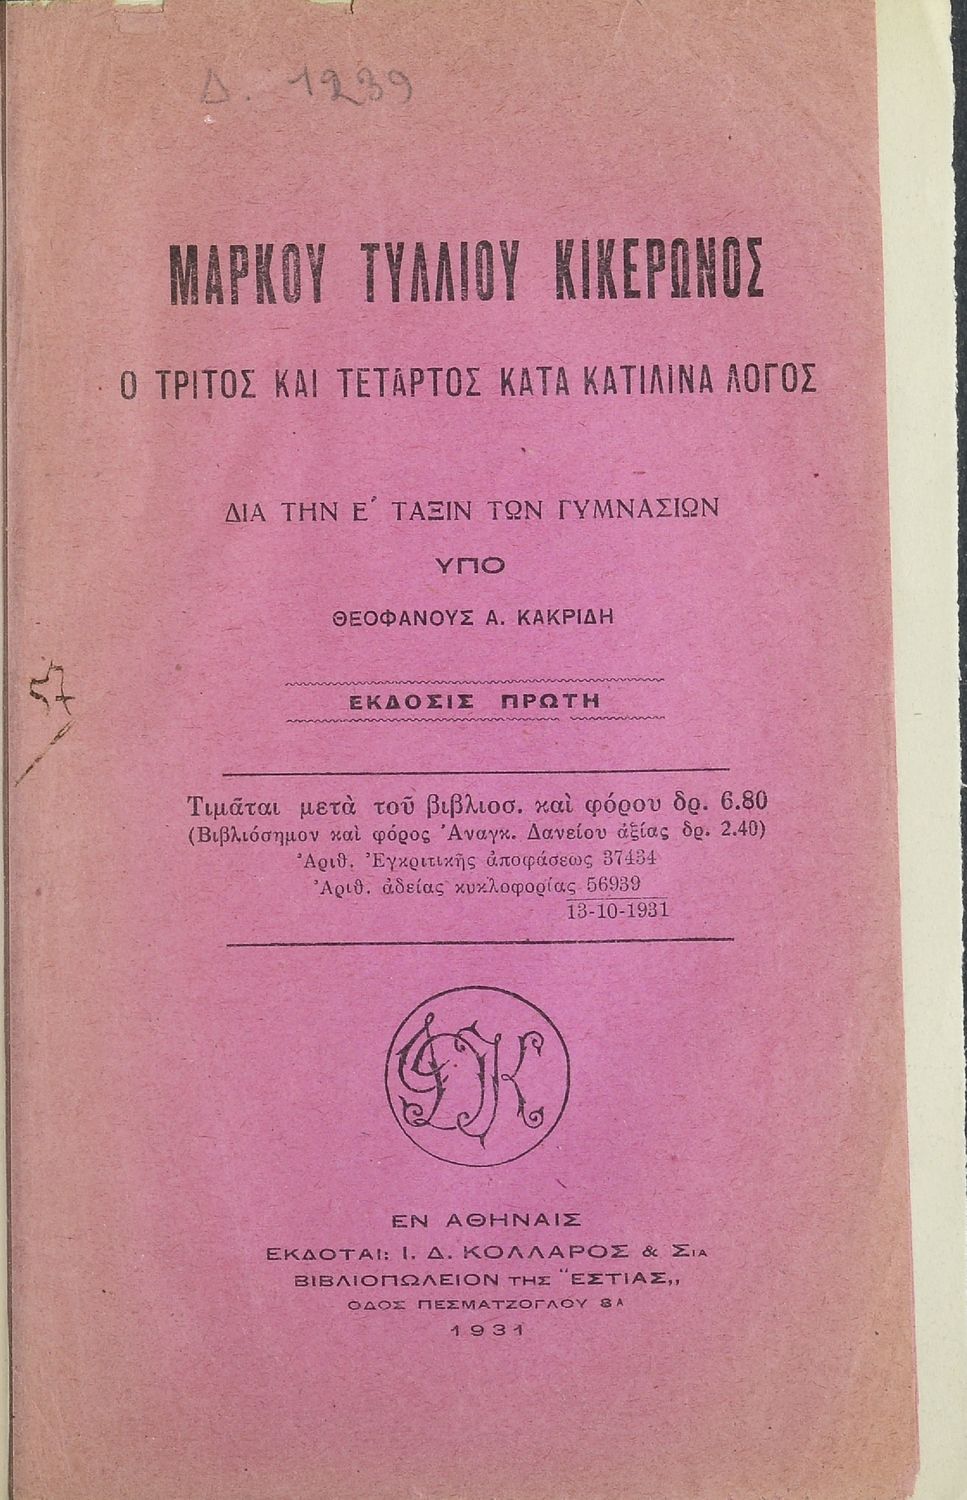 Δ. 1239
ΜΑΡΚΟΥ ΤΥΛΛΙΟΥ ΚΙΚΕΡΩΝΟΣ
Ο ΤΡΙΤΟΣ ΚΑΙ ΤΕΤΑΡΤΟΣ ΚΑΤΑ ΚΑΤΙΛΙΝΑ ΛΟΓΟΣ
ΔΙΑ ΤΗΝ Ε΄ ΤΑΞΙΝ ΤΩΝ ΓΥΜΝΑΣΙΩΝ
ΥΠΟ
ΘΕΟΦΑΝΟΥΣ Α. ΚΑΚΡΙΔΗ
57
ΕΚΔΟΣΙΣ ΠΡΩΤΗ
Τιμᾶται μετὰ τοῦ βιβλιοσ. καὶ φόρου δρ. 6.80
(Βιβλιόσημον καὶ φόρος Ἀναγκ. Δανείου ἀξίας δρ. 2.40)
Ἀριθ. Ἐγκριτικῆς ἀποφάσεως 37434
Ἀριθ. ἀδείας κυκλοφορίας 56939
13-10-1931
ΙΔΚ
ΕΝ ΑΘΗΝΑΙΣ
ΕΚΔΟΤΑΙ: Ι. Δ. ΚΟΛΛΑΡΟΣ & ΣΙΑ
ΒΙΒΛΙΟΠΩΛΕΙΟΝ ΤΗΣ "ΕΣΤΙΑΣ,,
ΟΔΟΣ ΠΕΣΜΑΤΖΟΓΛΟΥ 8Α
1931